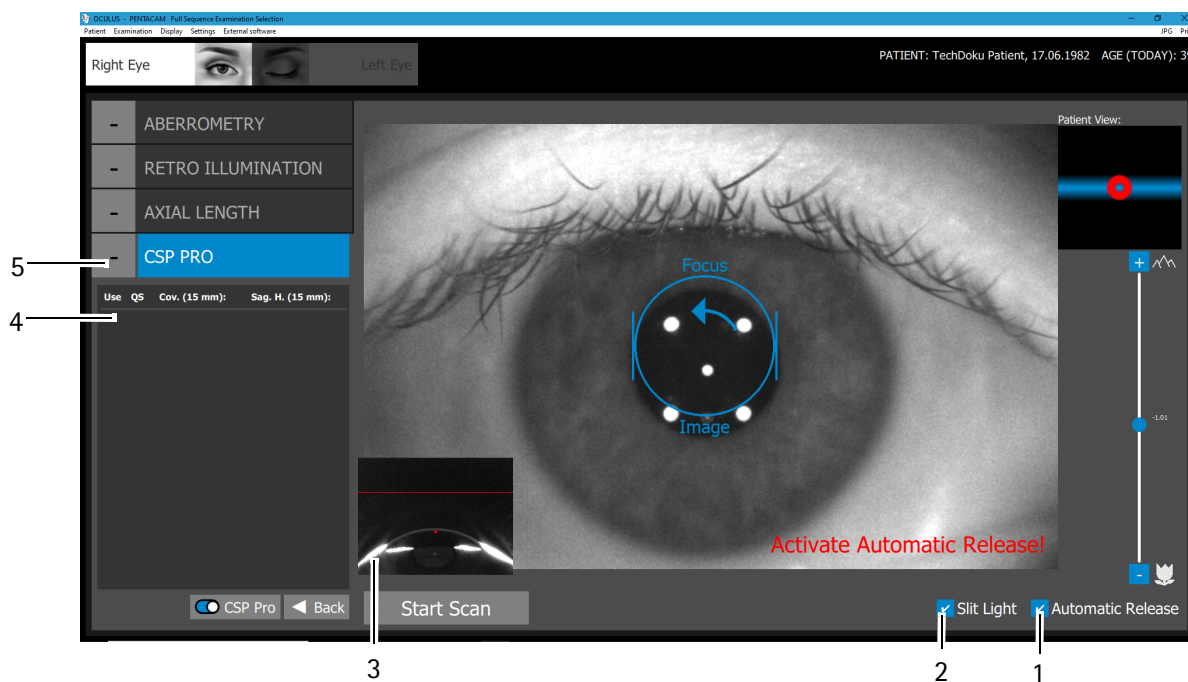 OCULUS - PENTACAM Full Sequence Examination Selection
Patient Examination Display Settings External software JPG Pri
Right Eye Left Eye PATIENT: TechDoku Patient, 17.06.1982 AGE (TODAY): 39
- ABERROMETRY
Patient View:
- RETRO ILLUMINATION
- AXIAL LENGTH
- CSP PRO
5
+
Focus
Use QS Cov. (15 mm): Sag. H. (15 mm):
4
-1.01
Image
Activate Automatic Release!
-
CSP Pro Back Start Scan Slit Light Automatic Release
3 2 1